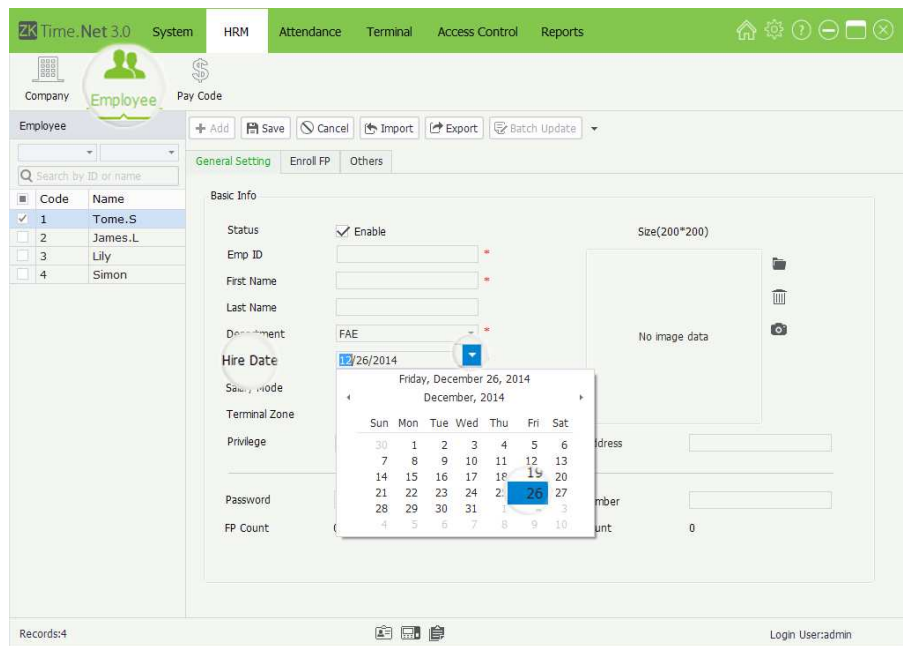 ZKTime.Net 3.0 System HRM Attendance Terminal Access Control Reports
Company Employee Pay Code
Employee
Add Save Cancel Import Export Batch Update
Search by ID or name
General Setting Enroll FP Others
Code Name
1 Tome.S
2 James.L
3 Lily
4 Simon
Basic Info
Status Enable Size(200*200)
Emp ID *
First Name *
Last Name
Department FAE *
No image data
Hire Date 12/26/2014
Friday, December 26, 2014
Mode
December, 2014
Terminal Zone
Sun Mon Tue Wed Thu Fri Sat
Privilege
30 1 2 3 4 5 6
7 8 9 10 11 12 13
14 15 16 17 18 19 20
21 22 23 24 26 27
28 29 30 31 1 3
4 5 6 7 8 9 10
Password
FP Count 0
Records:4 Login User:admin